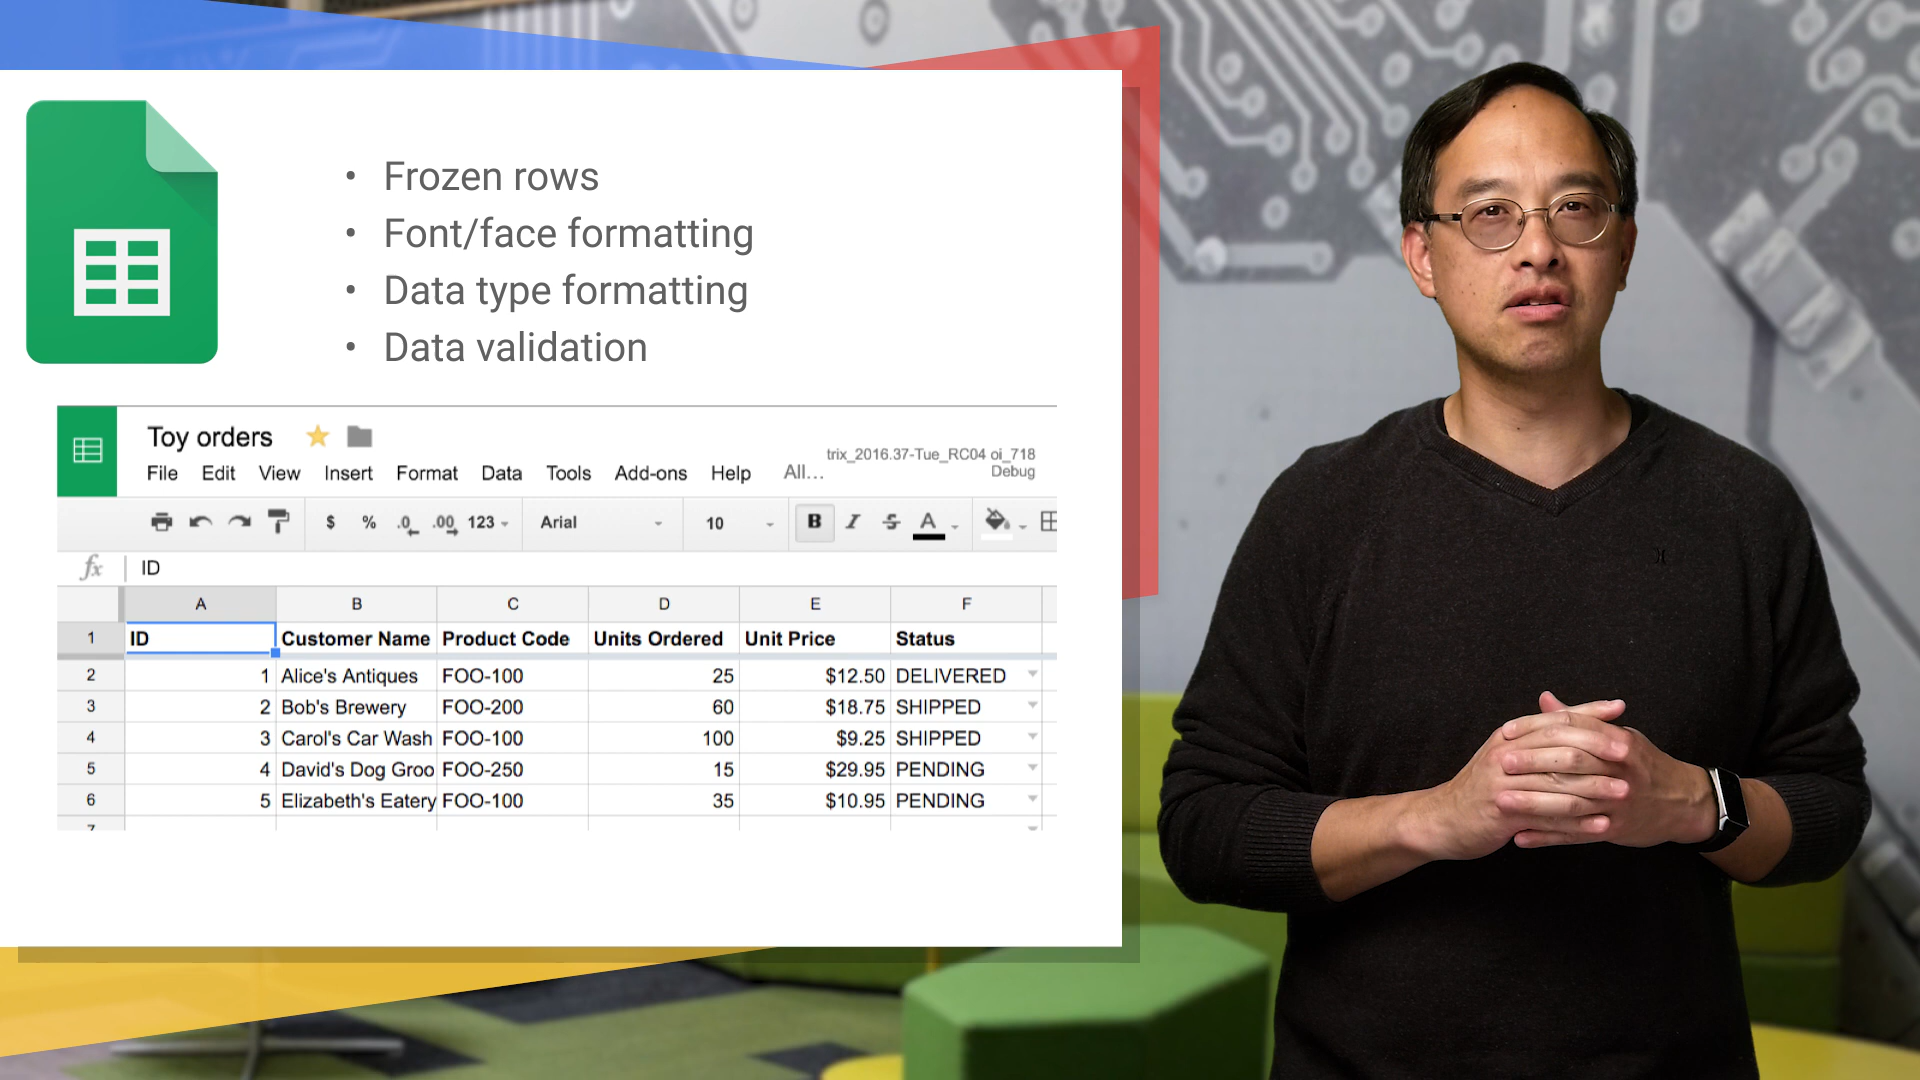 • Frozen rows
• Font/face formatting
• Data type formatting
• Data validation
Toy orders
trix_2016.37-Tue_RC04 oi_718
Debug
File Edit View Insert Format Data Tools Add-ons Help All...
$ % .0 .00 123 Arial 10 B I S A
fx ID
A B C D E F
1 ID Customer Name Product Code Units Ordered Unit Price Status
2 1 Alice's Antiques FOO-100 25 $12.50 DELIVERED
3 2 Bob's Brewery FOO-200 60 $18.75 SHIPPED
4 3 Carol's Car Wash FOO-100 100 $9.25 SHIPPED
5 4 David's Dog Groo FOO-250 15 $29.95 PENDING
6 5 Elizabeth's Eatery FOO-100 35 $10.95 PENDING
7